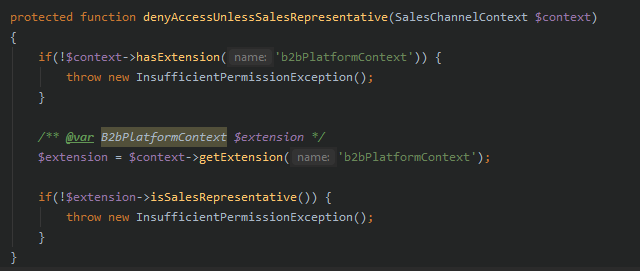 protected function denyAccessUnlessSalesRepresentative(SalesChannelContext $context)
{
    if(!$context->hasExtension( name: 'b2bPlatformContext')) {
        throw new InsufficientPermissionException();
    }

    /** @var B2bPlatformContext $extension */
    $extension = $context->getExtension( name: 'b2bPlatformContext');

    if(!$extension->isSalesRepresentative()) {
        throw new InsufficientPermissionException();
    }
}